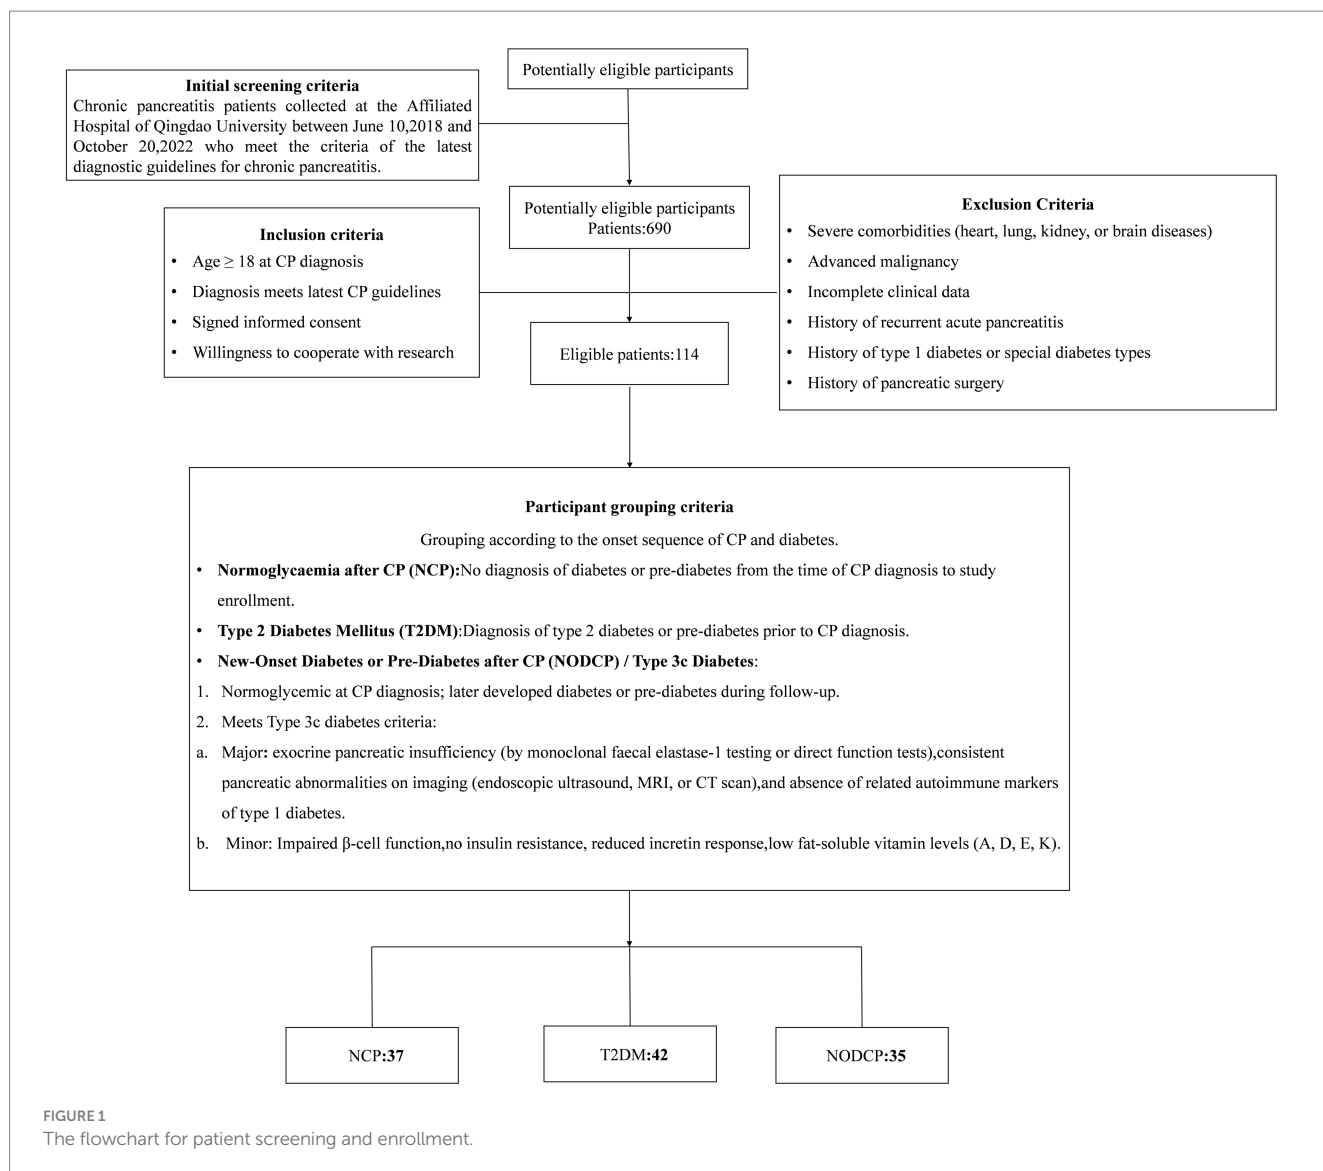 Potentially eligible participants
Initial screening criteria
Chronic pancreatitis patients collected at the Affiliated
Hospital of Qingdao University between June 10,2018 and
October 20,2022 who meet the criteria of the latest
diagnostic guidelines for chronic pancreatitis.
Potentially eligible participants
Patients:690
Inclusion criteria
• Age ≥ 18 at CP diagnosis
• Diagnosis meets latest CP guidelines
• Signed informed consent
• Willingness to cooperate with research
Exclusion Criteria
• Severe comorbidities (heart, lung, kidney, or brain diseases)
• Advanced malignancy
• Incomplete clinical data
• History of recurrent acute pancreatitis
• History of type 1 diabetes or special diabetes types
• History of pancreatic surgery
Eligible patients:114
Participant grouping criteria
Grouping according to the onset sequence of CP and diabetes.
• Normoglycaemia after CP (NCP):No diagnosis of diabetes or pre-diabetes from the time of CP diagnosis to study
enrollment.
• Type 2 Diabetes Mellitus (T2DM):Diagnosis of type 2 diabetes or pre-diabetes prior to CP diagnosis.
• New-Onset Diabetes or Pre-Diabetes after CP (NODCP) / Type 3c Diabetes:
1. Normoglycemic at CP diagnosis; later developed diabetes or pre-diabetes during follow-up.
2. Meets Type 3c diabetes criteria:
a. Major: exocrine pancreatic insufficiency (by monoclonal faecal elastase-1 testing or direct function tests),consistent
pancreatic abnormalities on imaging (endoscopic ultrasound, MRI, or CT scan),and absence of related autoimmune markers
of type 1 diabetes.
b. Minor: Impaired β-cell function,no insulin resistance, reduced incretin response,low fat-soluble vitamin levels (A, D, E, K).
NCP:37
T2DM:42
NODCP:35
FIGURE 1
The flowchart for patient screening and enrollment.